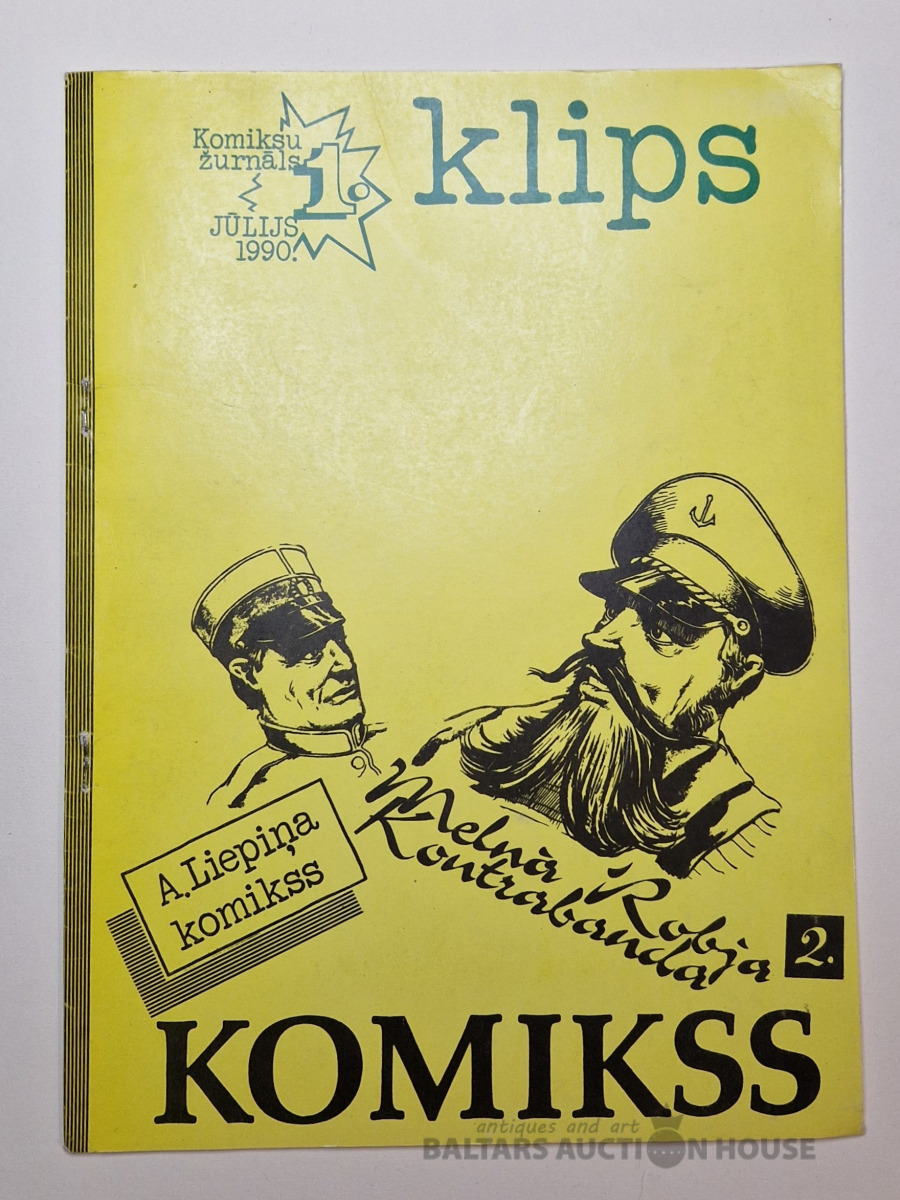 Komiksu
žurnāls
1.
JŪLIJS
1990.
klips
A.Liepiņa
komikss
Melnā Robja
Kontrabanda
2.
KOMIKSS
antiques and art
BALTARS AUCTION HOUSE